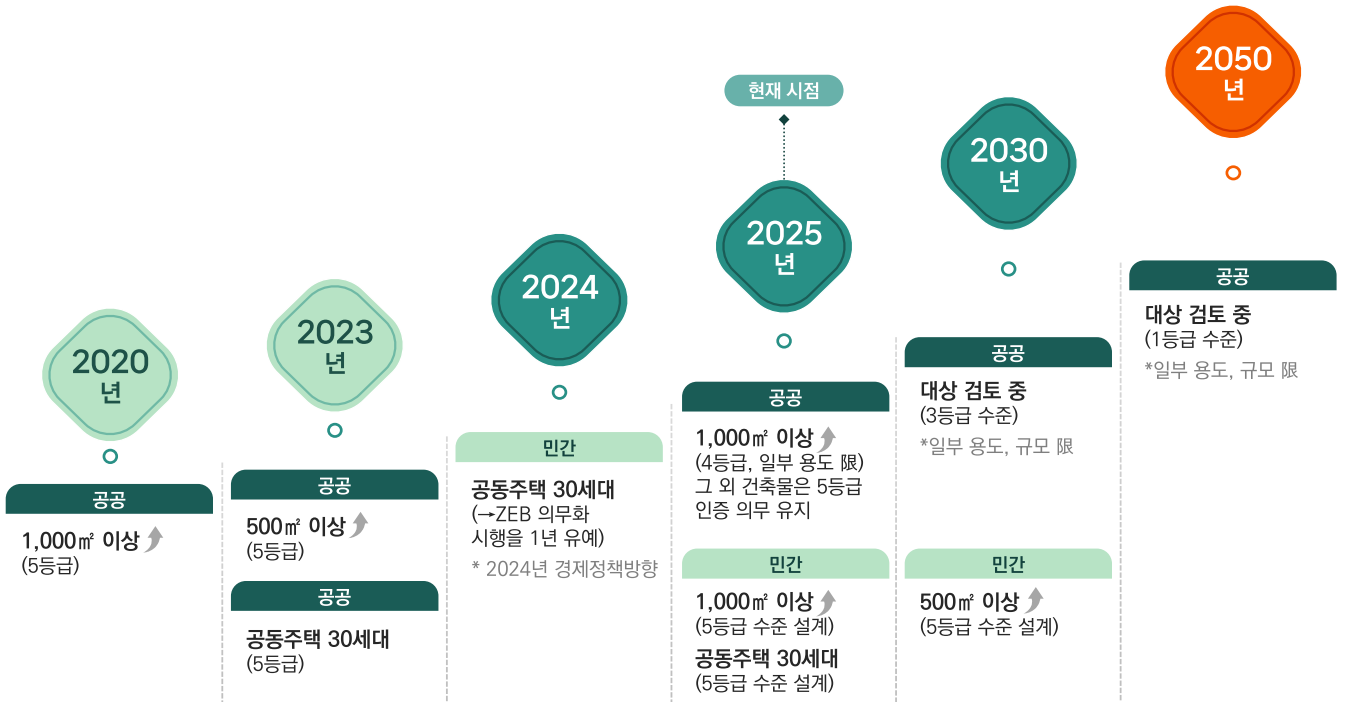 2020
년
공공
1,000㎡ 이상
(5등급)
2023
년
공공
500㎡ 이상
(5등급)
공공
공동주택 30세대
(5등급)
2024
년
민간
공동주택 30세대
(→ZEB 의무화
시행을 1년 유예)
* 2024년 경제정책방향
현재 시점
2025
년
공공
1,000㎡ 이상
(4등급, 일부 용도 限)
그 외 건축물은 5등급
인증 의무 유지
민간
1,000㎡ 이상
(5등급 수준 설계)
공동주택 30세대
(5등급 수준 설계)
2030
년
공공
대상 검토 중
(3등급 수준)
*일부 용도, 규모 限
민간
500㎡ 이상
(5등급 수준 설계)
2050
년
공공
대상 검토 중
(1등급 수준)
*일부 용도, 규모 限